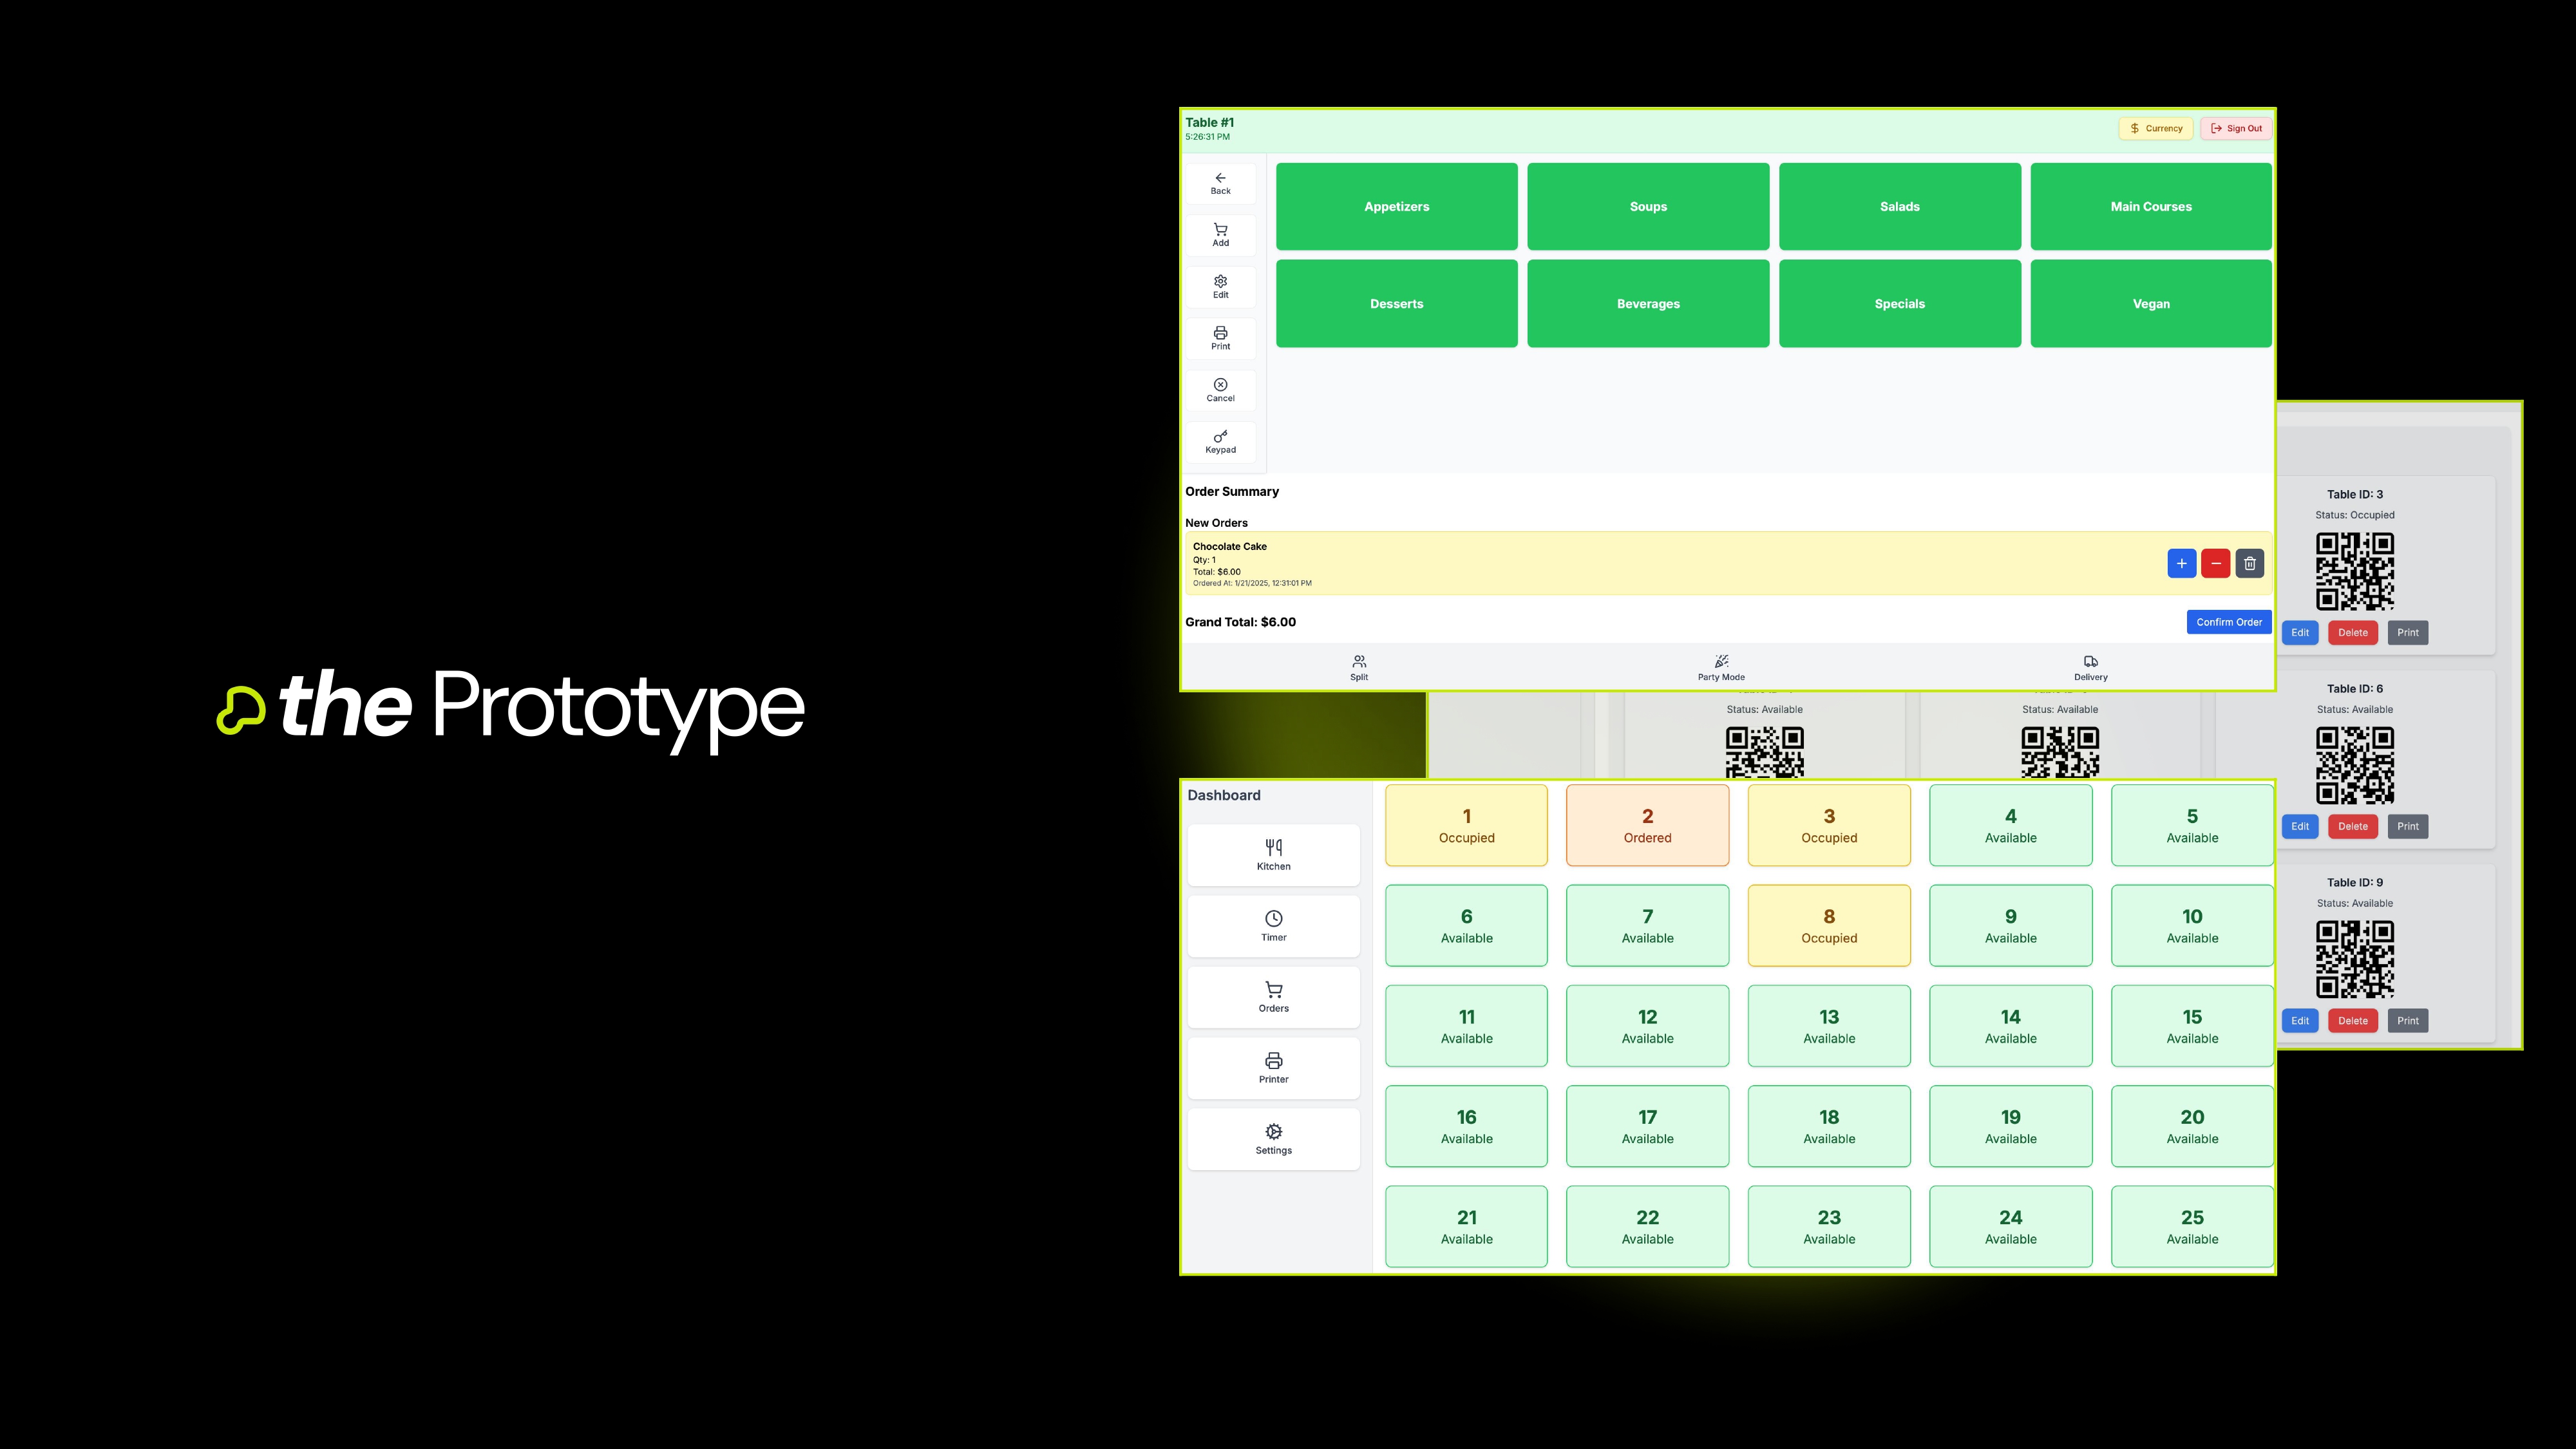 the Prototype
Table #1
5:26:31 PM
Currency
Sign Out
Back
Add
Edit
Print
Cancel
Keypad
Appetizers
Soups
Salads
Main Courses
Desserts
Beverages
Specials
Vegan
Order Summary
New Orders
Chocolate Cake
Qty: 1
Total: $6.00
Ordered At: 1/21/2025, 12:31:01 PM
Grand Total: $6.00
Confirm Order
Split
Party Mode
Delivery
Table ID: 3
Status: Occupied
Edit Delete Print
Status: Available
Status: Available
Table ID: 6
Status: Available
Edit Delete Print
Table ID: 9
Status: Available
Edit Delete Print
Dashboard
Kitchen
Timer
Orders
Printer
Settings
1
Occupied
2
Ordered
3
Occupied
4
Available
5
Available
6
Available
7
Available
8
Occupied
9
Available
10
Available
11
Available
12
Available
13
Available
14
Available
15
Available
16
Available
17
Available
18
Available
19
Available
20
Available
21
Available
22
Available
23
Available
24
Available
25
Available